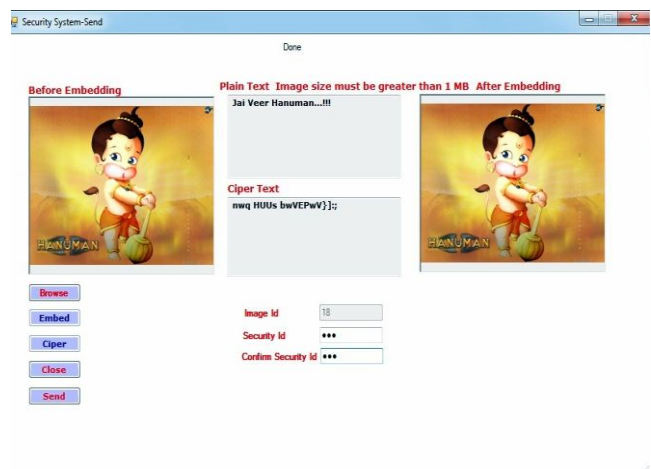 Security System-Send
Done
Before Embedding
Plain Text Image size must be greater than 1 MB After Embedding
Jai Veer Hanuman...!!!
HANUMAN
Ciper Text
nwq HUUs bwVEPwV}]:;
HANUMAN
Browse
Embed
Ciper
Close
Send
Image Id 18
Security Id •••
Confirm Security Id •••